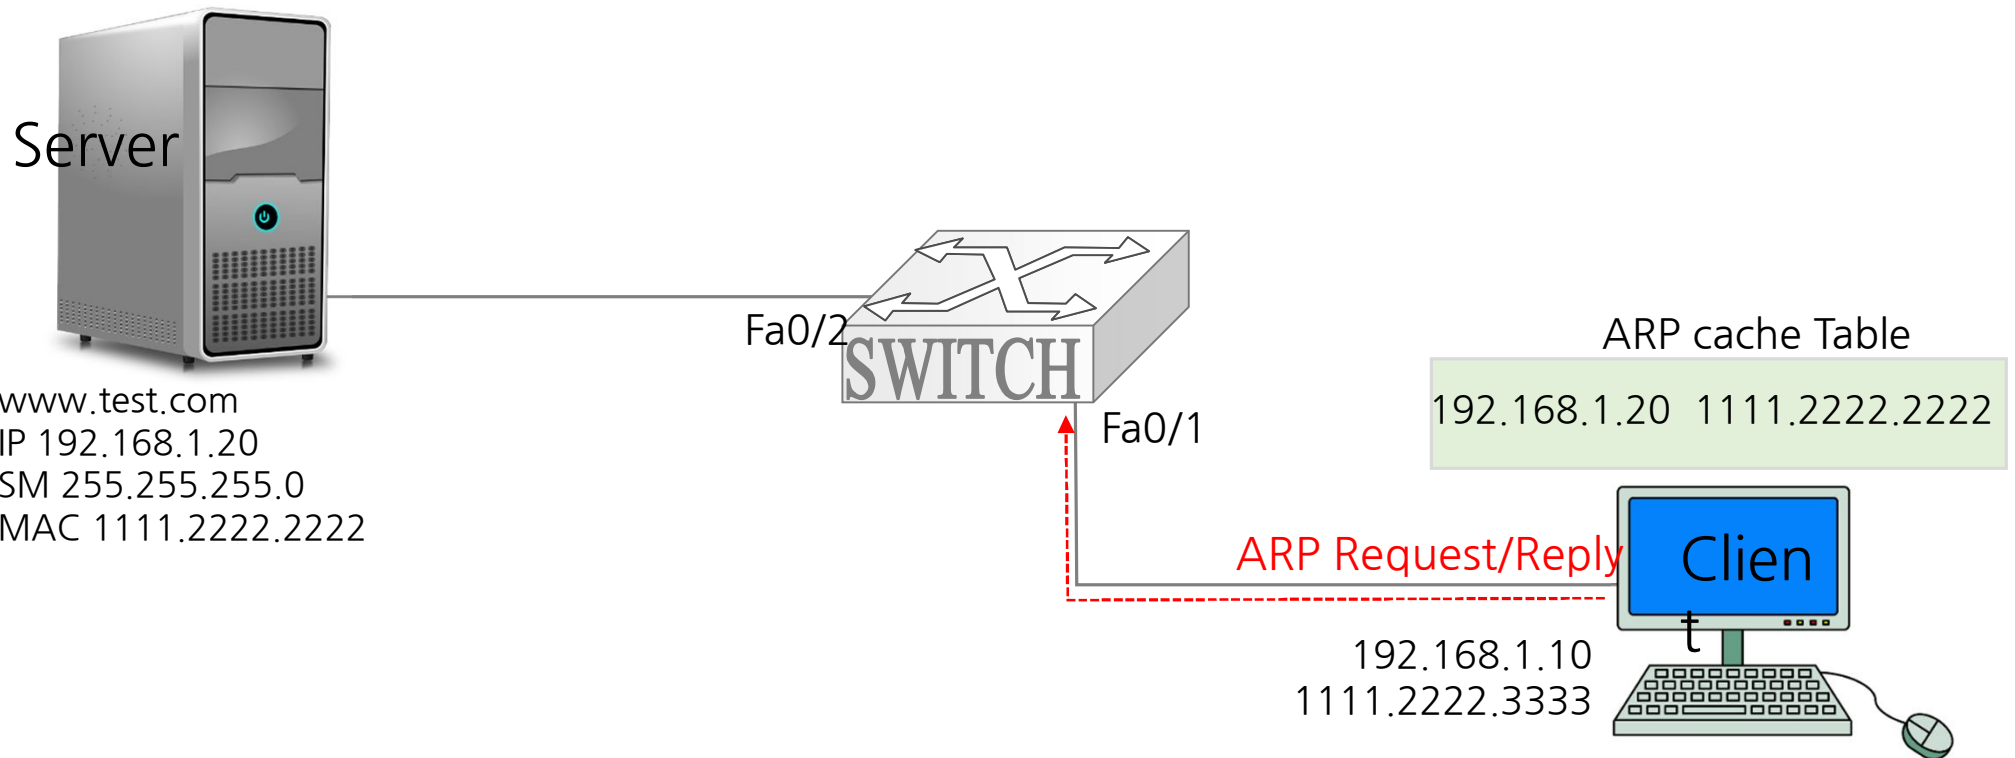 Server
www.test.com
IP 192.168.1.20
SM 255.255.255.0
MAC 1111.2222.2222
Fa0/2
SWITCH
Fa0/1
ARP cache Table
192.168.1.20 1111.2222.2222
ARP Request/Reply
Clien
t
192.168.1.10
1111.2222.3333